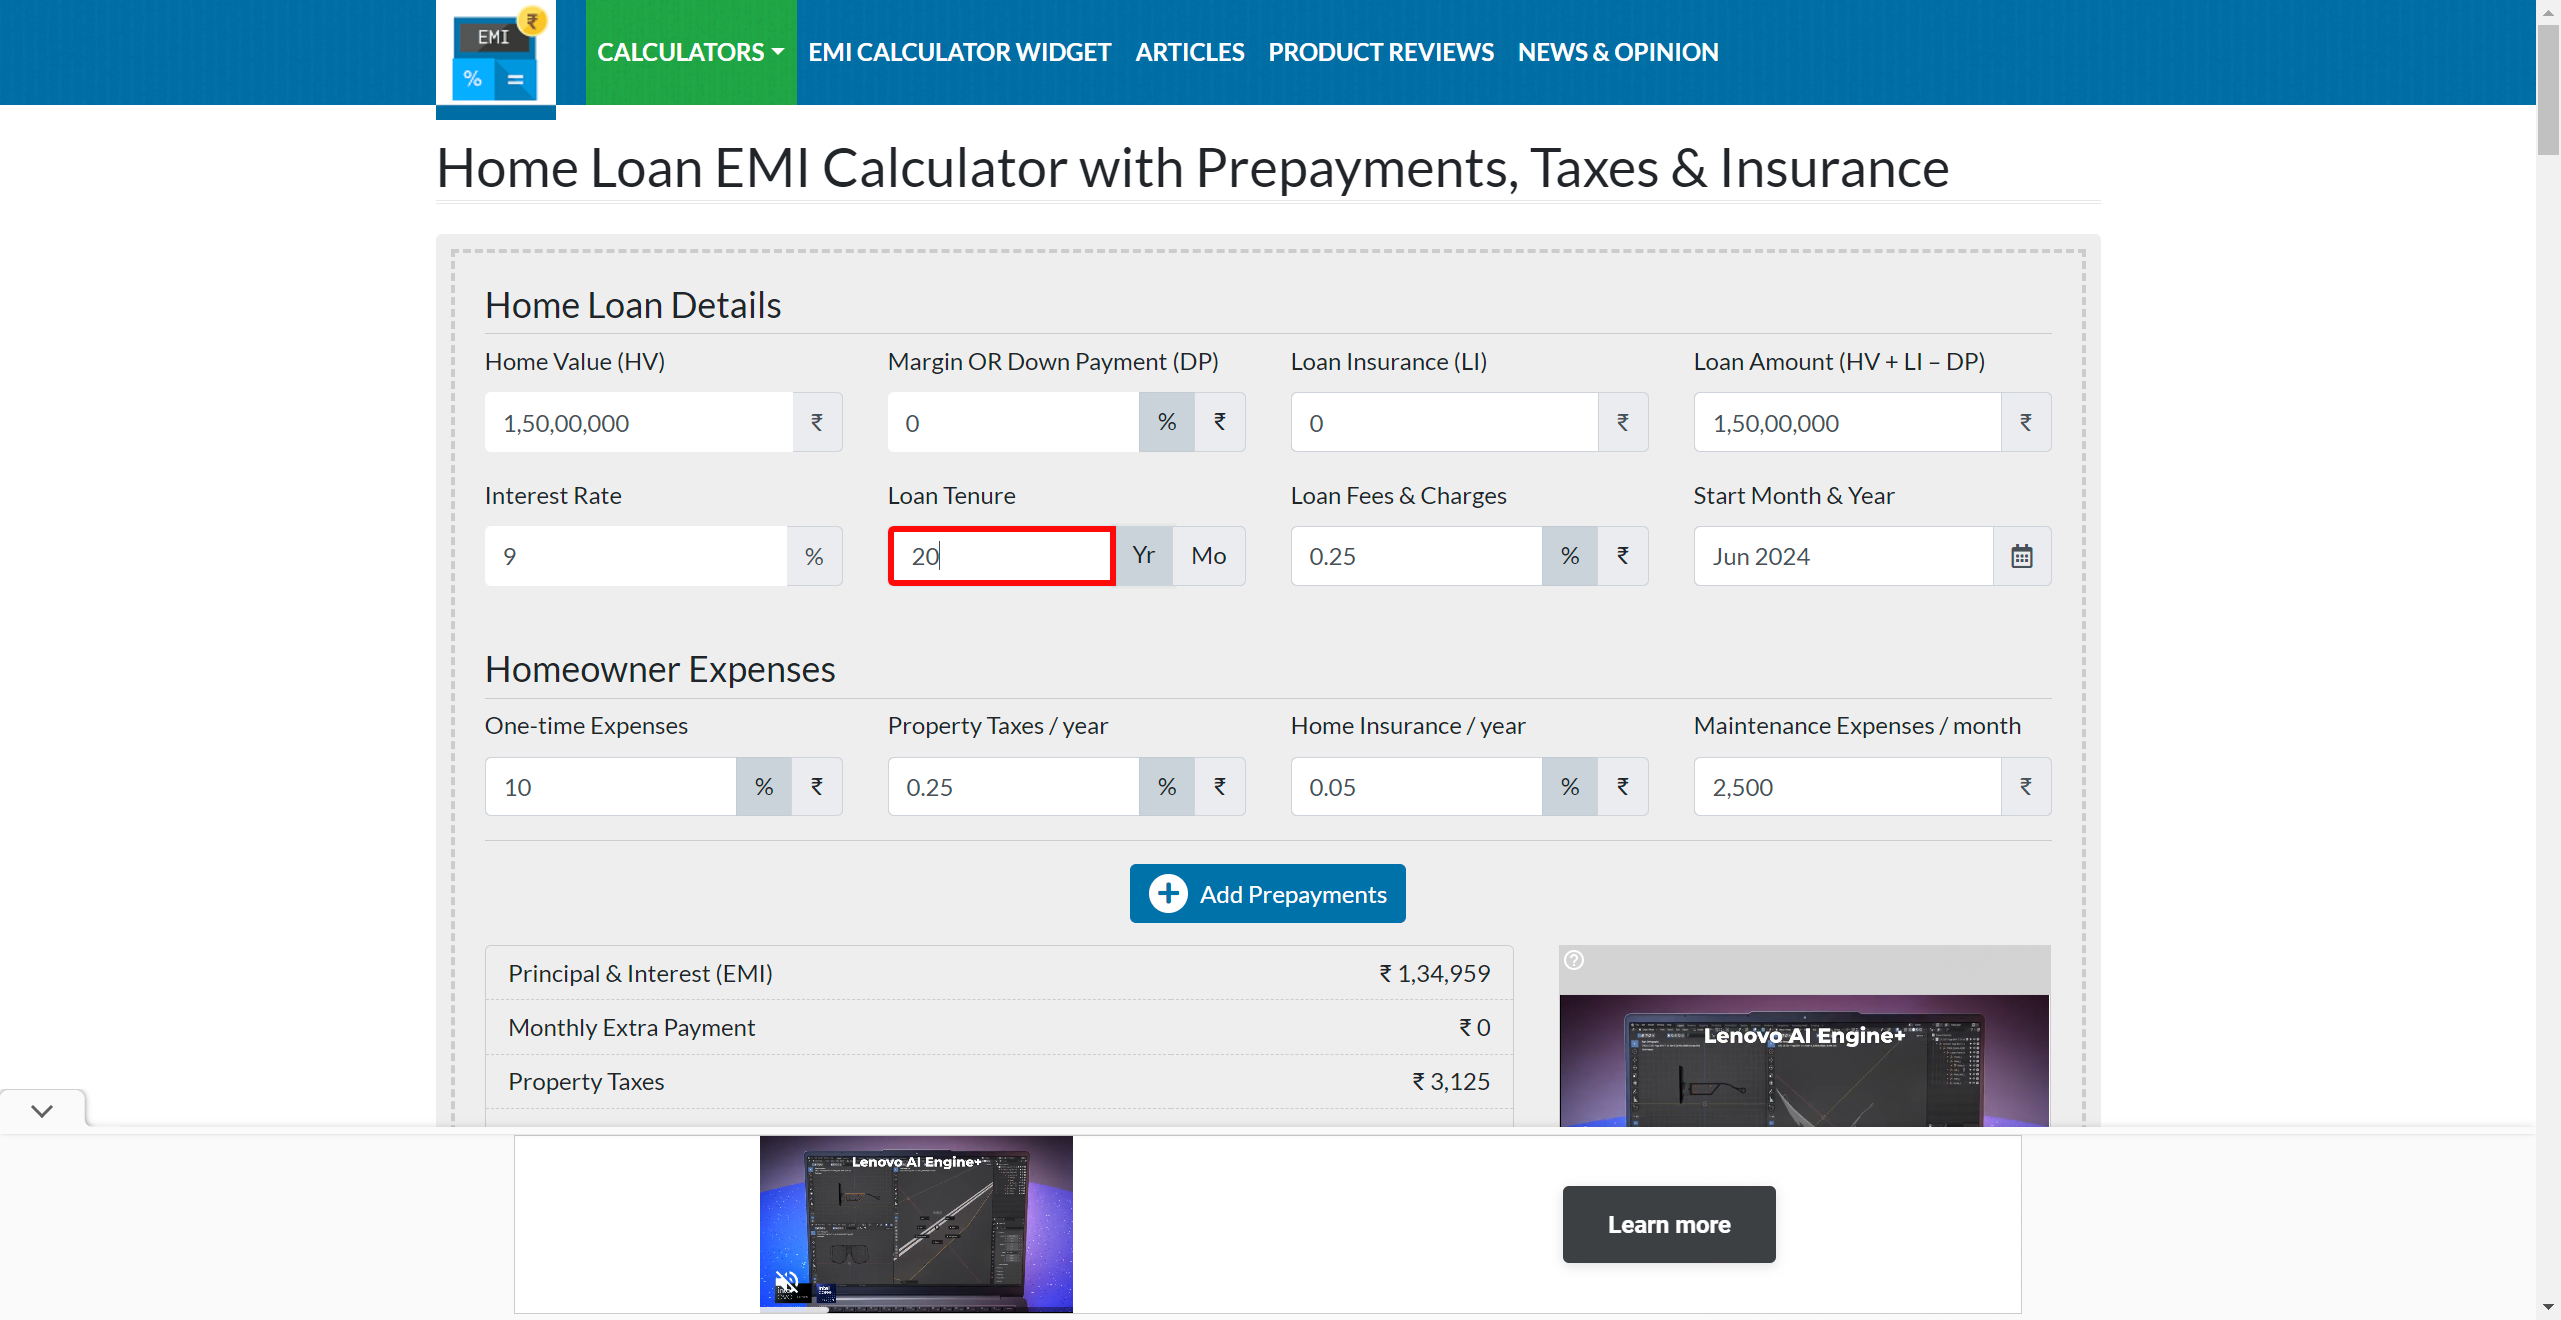 EMI
₹
%
=
CALCULATORS
EMI CALCULATOR WIDGET
ARTICLES
PRODUCT REVIEWS
NEWS & OPINION
Home Loan EMI Calculator with Prepayments, Taxes & Insurance
Home Loan Details
Home Value (HV)
Margin OR Down Payment (DP)
Loan Insurance (LI)
Loan Amount (HV + LI – DP)
1,50,00,000 ₹
0 % ₹
0 ₹
1,50,00,000 ₹
Interest Rate
Loan Tenure
Loan Fees & Charges
Start Month & Year
9 %
20 Yr Mo
0.25 % ₹
Jun 2024
Homeowner Expenses
One-time Expenses
Property Taxes / year
Home Insurance / year
Maintenance Expenses / month
10 % ₹
0.25 % ₹
0.05 % ₹
2,500 ₹
Add Prepayments
Principal & Interest (EMI) ₹ 1,34,959
Monthly Extra Payment ₹ 0
Property Taxes ₹ 3,125
Lenovo AI Engine+
Lenovo AI Engine+
Learn more